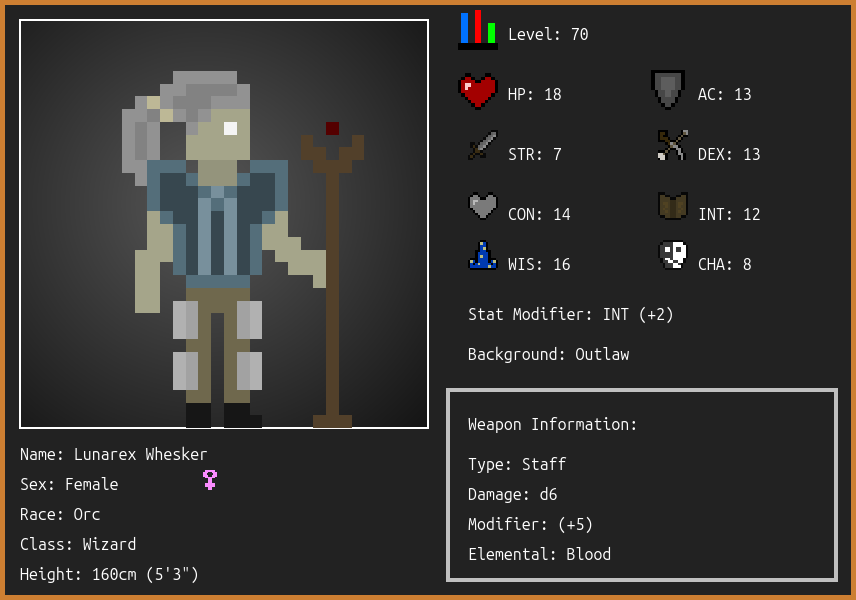 Level: 70
HP: 18
AC: 13
STR: 7
DEX: 13
CON: 14
INT: 12
WIS: 16
CHA: 8
Stat Modifier: INT (+2)
Background: Outlaw
Weapon Information:
Type: Staff
Damage: d6
Modifier: (+5)
Elemental: Blood
Name: Lunarex Whesker
Sex: Female
Race: Orc
Class: Wizard
Height: 160cm (5'3")